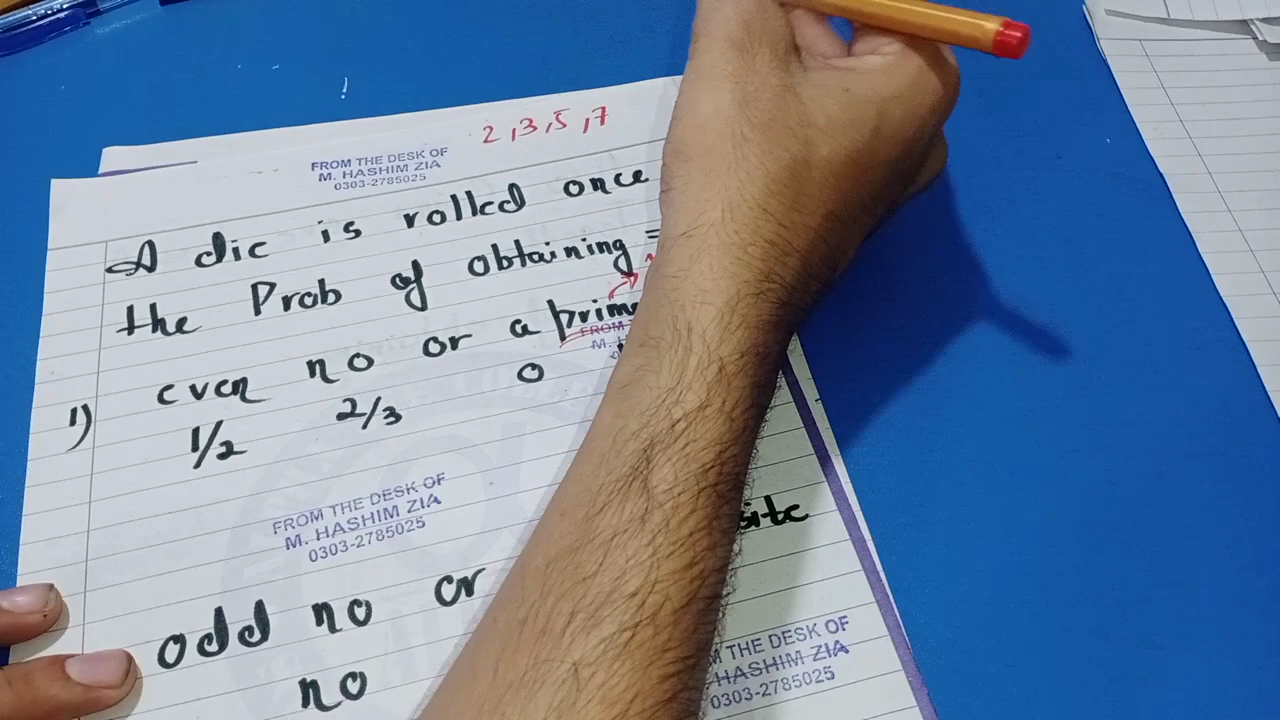 2,3,5,7
FROM THE DESK OF
M. HASHIM ZIA
0303-2785025
A die is rolled once
the Prob of obtaining =
even no or a prime
FROM
M.
1) 1/2 2/3 0
FROM THE DESK OF
M. HASHIM ZIA
0303-2785025
site
odd no or
no
THE DESK OF
HASHIM ZIA
0303-2785025